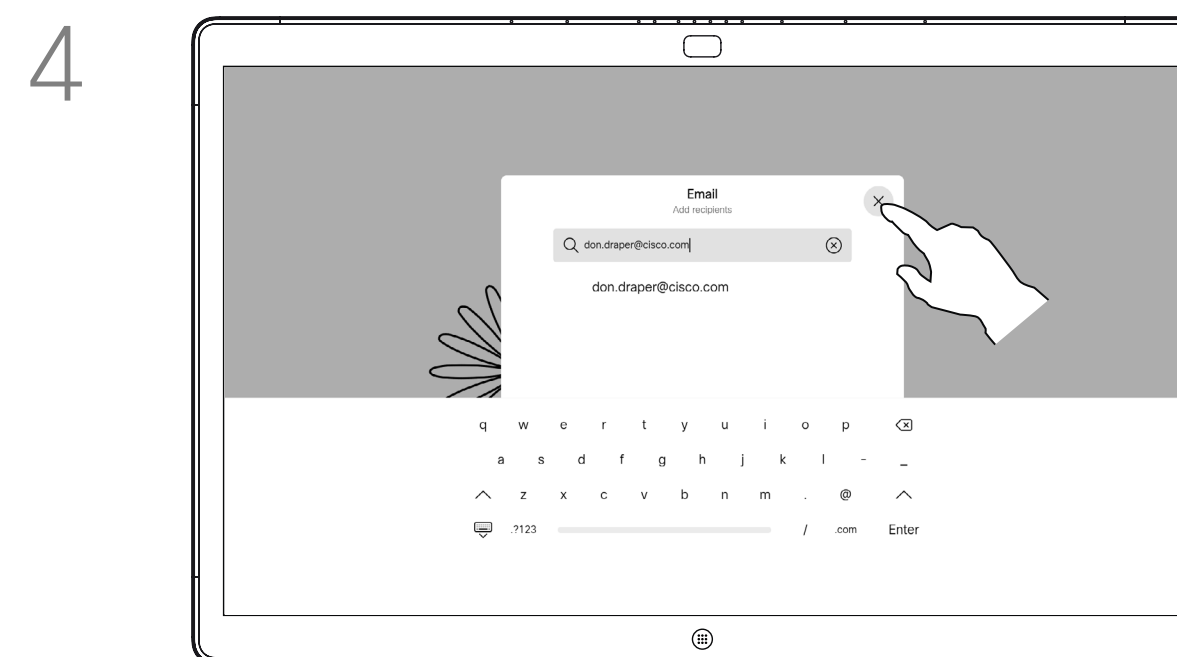 4
Email
Add recipients
don.draper@cisco.com
don.draper@cisco.com
q w e r t y u i o p
a s d f g h j k l - _
z x c v b n m . @
.?123 / .com Enter